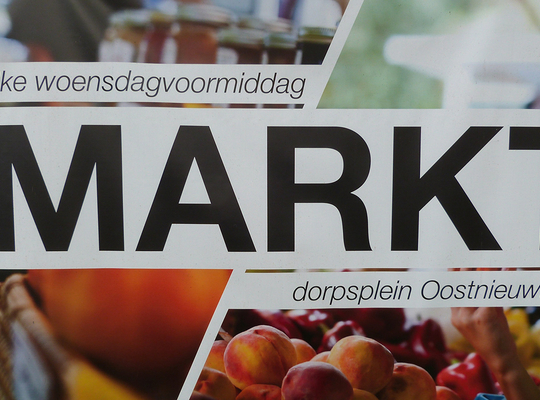 ke woensdagvoormiddag
MARKT
dorpsplein Oostnieuw